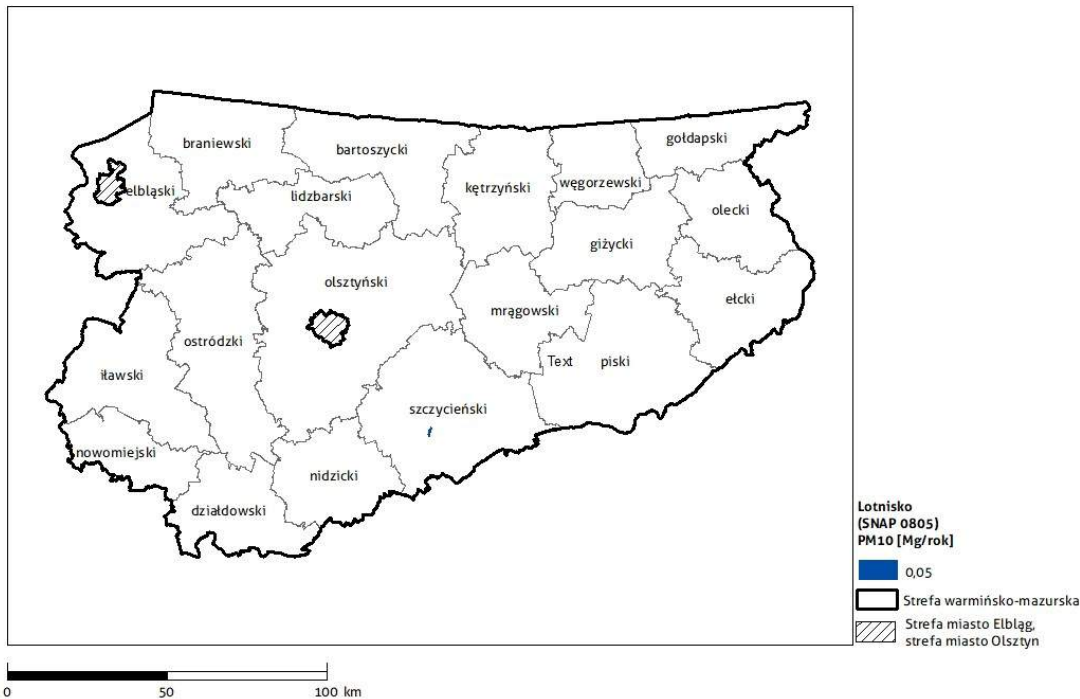 gołdapski
braniewski
bartoszycki
kętrzyński
węgorzewski
elbląski
lidzbarski
olecki
giżycki
olsztyński
ełcki
mrągowski
ostródzki
Text
piski
iławski
szczycieński
nowomiejski
nidzicki
działdowski
Lotnisko
(SNAP 0805)
PM10 [Mg/rok]
0,05
Strefa warmińsko-mazurska
Strefa miasto Elbląg,
strefa miasto Olsztyn
0 50 100 km